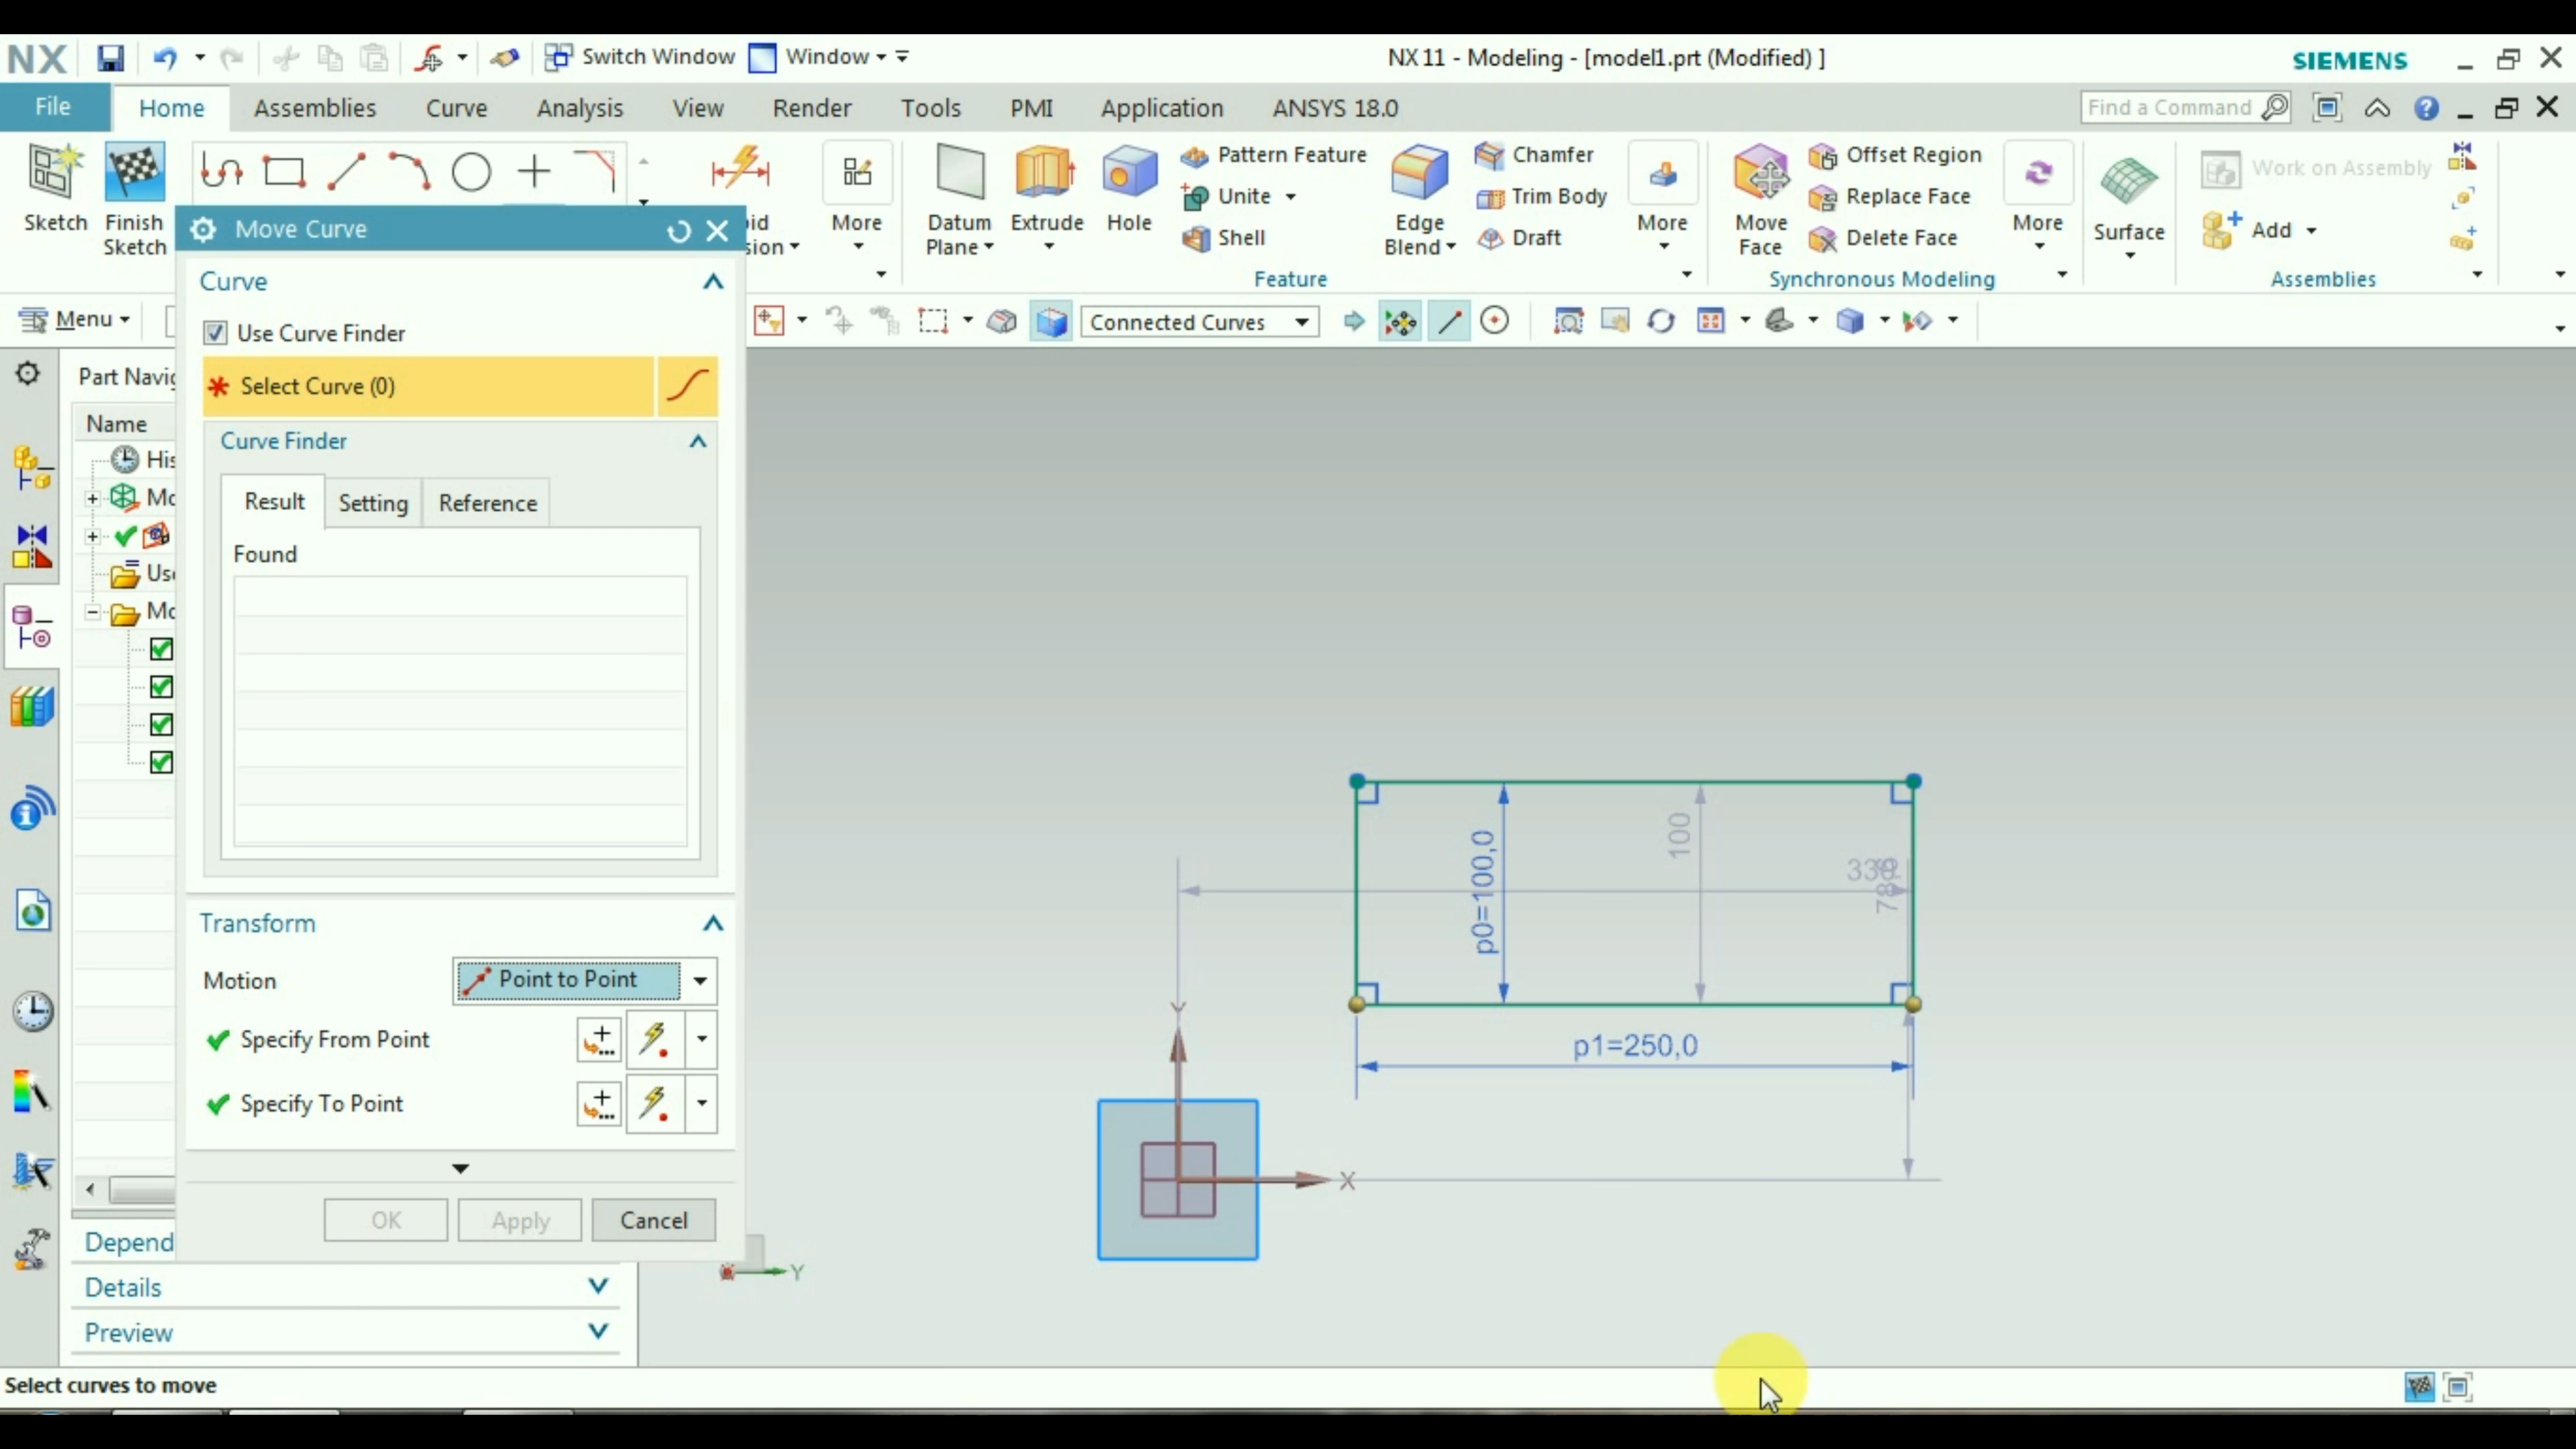 NX
Switch Window
Window
NX 11 - Modeling - [model1.prt (Modified) ]
SIEMENS
File
Home
Assemblies
Curve
Analysis
View
Render
Tools
PMI
Application
ANSYS 18.0
Find a Command
Sketch
Finish
Sketch
More
Datum
Plane
Extrude
Hole
Pattern Feature
Unite
Shell
Edge
Blend
Chamfer
Trim Body
Draft
More
Feature
Move
Face
Offset Region
Replace Face
Delete Face
More
Synchronous Modeling
Surface
Work on Assembly
Add
Assemblies
Menu
Connected Curves
Move Curve
Curve
Use Curve Finder
Select Curve (0)
Curve Finder
Result
Setting
Reference
Found
Transform
Motion
Point to Point
Specify From Point
Specify To Point
OK
Apply
Cancel
Part Navi
Name
His
Mo
Use
Mo
Depend
Details
Preview
p0=100,0
100
p1=250,0
Y
X
Y
Select curves to move